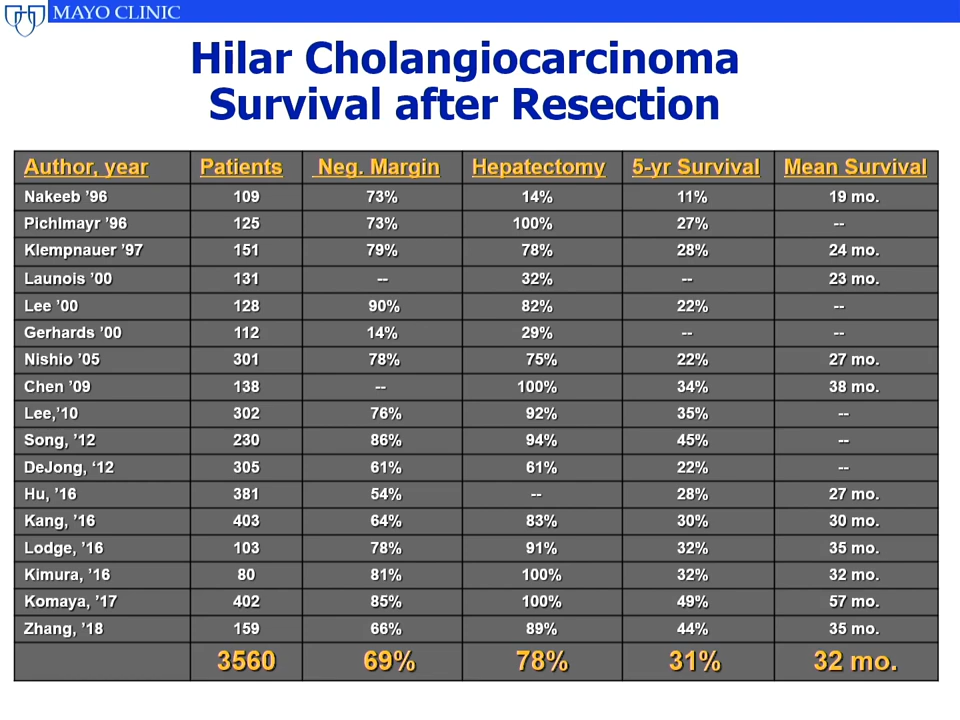 MAYO CLINIC
Hilar Cholangiocarcinoma
Survival after Resection
Author, year Patients Neg. Margin Hepatectomy 5-yr Survival Mean Survival
Nakeeb ’96 109 73% 14% 11% 19 mo.
Pichlmayr ’96 125 73% 100% 27% --
Klempnauer ’97 151 79% 78% 28% 24 mo.
Launois ’00 131 -- 32% -- 23 mo.
Lee ’00 128 90% 82% 22% --
Gerhards ’00 112 14% 29% -- --
Nishio ’05 301 78% 75% 22% 27 mo.
Chen ’09 138 -- 100% 34% 38 mo.
Lee,’10 302 76% 92% 35% --
Song, ’12 230 86% 94% 45% --
DeJong, ‘12 305 61% 61% 22% --
Hu, ’16 381 54% -- 28% 27 mo.
Kang, ’16 403 64% 83% 30% 30 mo.
Lodge, ’16 103 78% 91% 32% 35 mo.
Kimura, ’16 80 81% 100% 32% 32 mo.
Komaya, ’17 402 85% 100% 49% 57 mo.
Zhang, ’18 159 66% 89% 44% 35 mo.
3560 69% 78% 31% 32 mo.